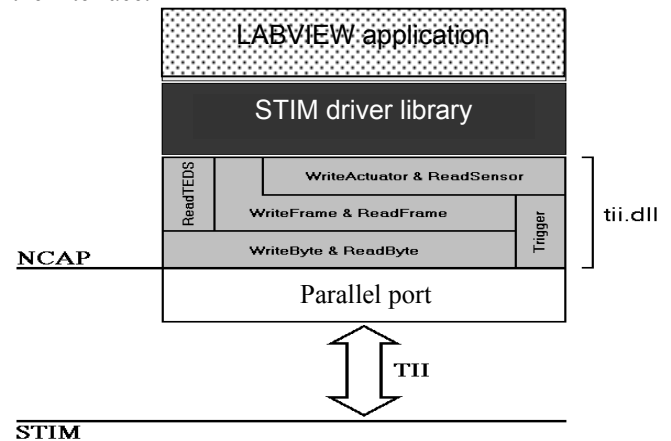 LABVIEW application
STIM driver library
ReadTEDS
WriteActuator & ReadSensor
WriteFrame & ReadFrame
WriteByte & ReadByte
Trigger
tii.dll
NCAP
Parallel port
TII
STIM